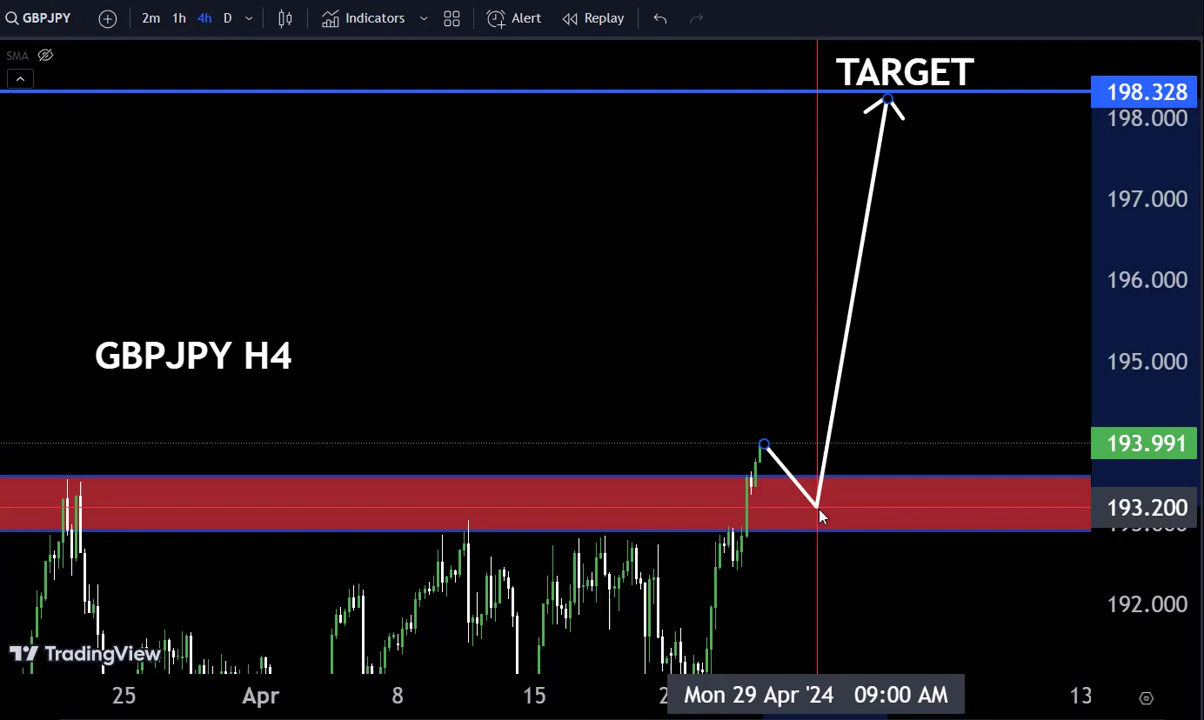 GBPJPY 2m 1h 4h D Indicators Alert Replay
SMA
TARGET
198.328
198.000
197.000
196.000
GBPJPY H4
195.000
193.991
193.200
192.000
TradingView
25 Apr 8 15 2 Mon 29 Apr '24 09:00 AM 13